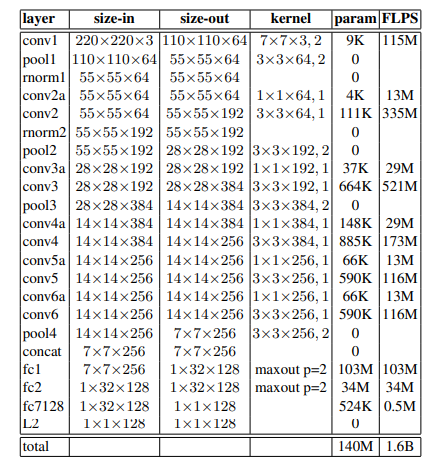 layer size-in size-out kernel param FLPS
conv1 220×220×3 110×110×64 7×7×3, 2 9K 115M
pool1 110×110×64 55×55×64 3×3×64, 2 0
rnorm1 55×55×64 55×55×64 0
conv2a 55×55×64 55×55×64 1×1×64, 1 4K 13M
conv2 55×55×64 55×55×192 3×3×64, 1 111K 335M
rnorm2 55×55×192 55×55×192 0
pool2 55×55×192 28×28×192 3×3×192, 2 0
conv3a 28×28×192 28×28×192 1×1×192, 1 37K 29M
conv3 28×28×192 28×28×384 3×3×192, 1 664K 521M
pool3 28×28×384 14×14×384 3×3×384, 2 0
conv4a 14×14×384 14×14×384 1×1×384, 1 148K 29M
conv4 14×14×384 14×14×256 3×3×384, 1 885K 173M
conv5a 14×14×256 14×14×256 1×1×256, 1 66K 13M
conv5 14×14×256 14×14×256 3×3×256, 1 590K 116M
conv6a 14×14×256 14×14×256 1×1×256, 1 66K 13M
conv6 14×14×256 14×14×256 3×3×256, 1 590K 116M
pool4 14×14×256 7×7×256 3×3×256, 2 0
concat 7×7×256 7×7×256 0
fc1 7×7×256 1×32×128 maxout p=2 103M 103M
fc2 1×32×128 1×32×128 maxout p=2 34M 34M
fc7128 1×32×128 1×1×128 524K 0.5M
L2 1×1×128 1×1×128 0
total 140M 1.6B